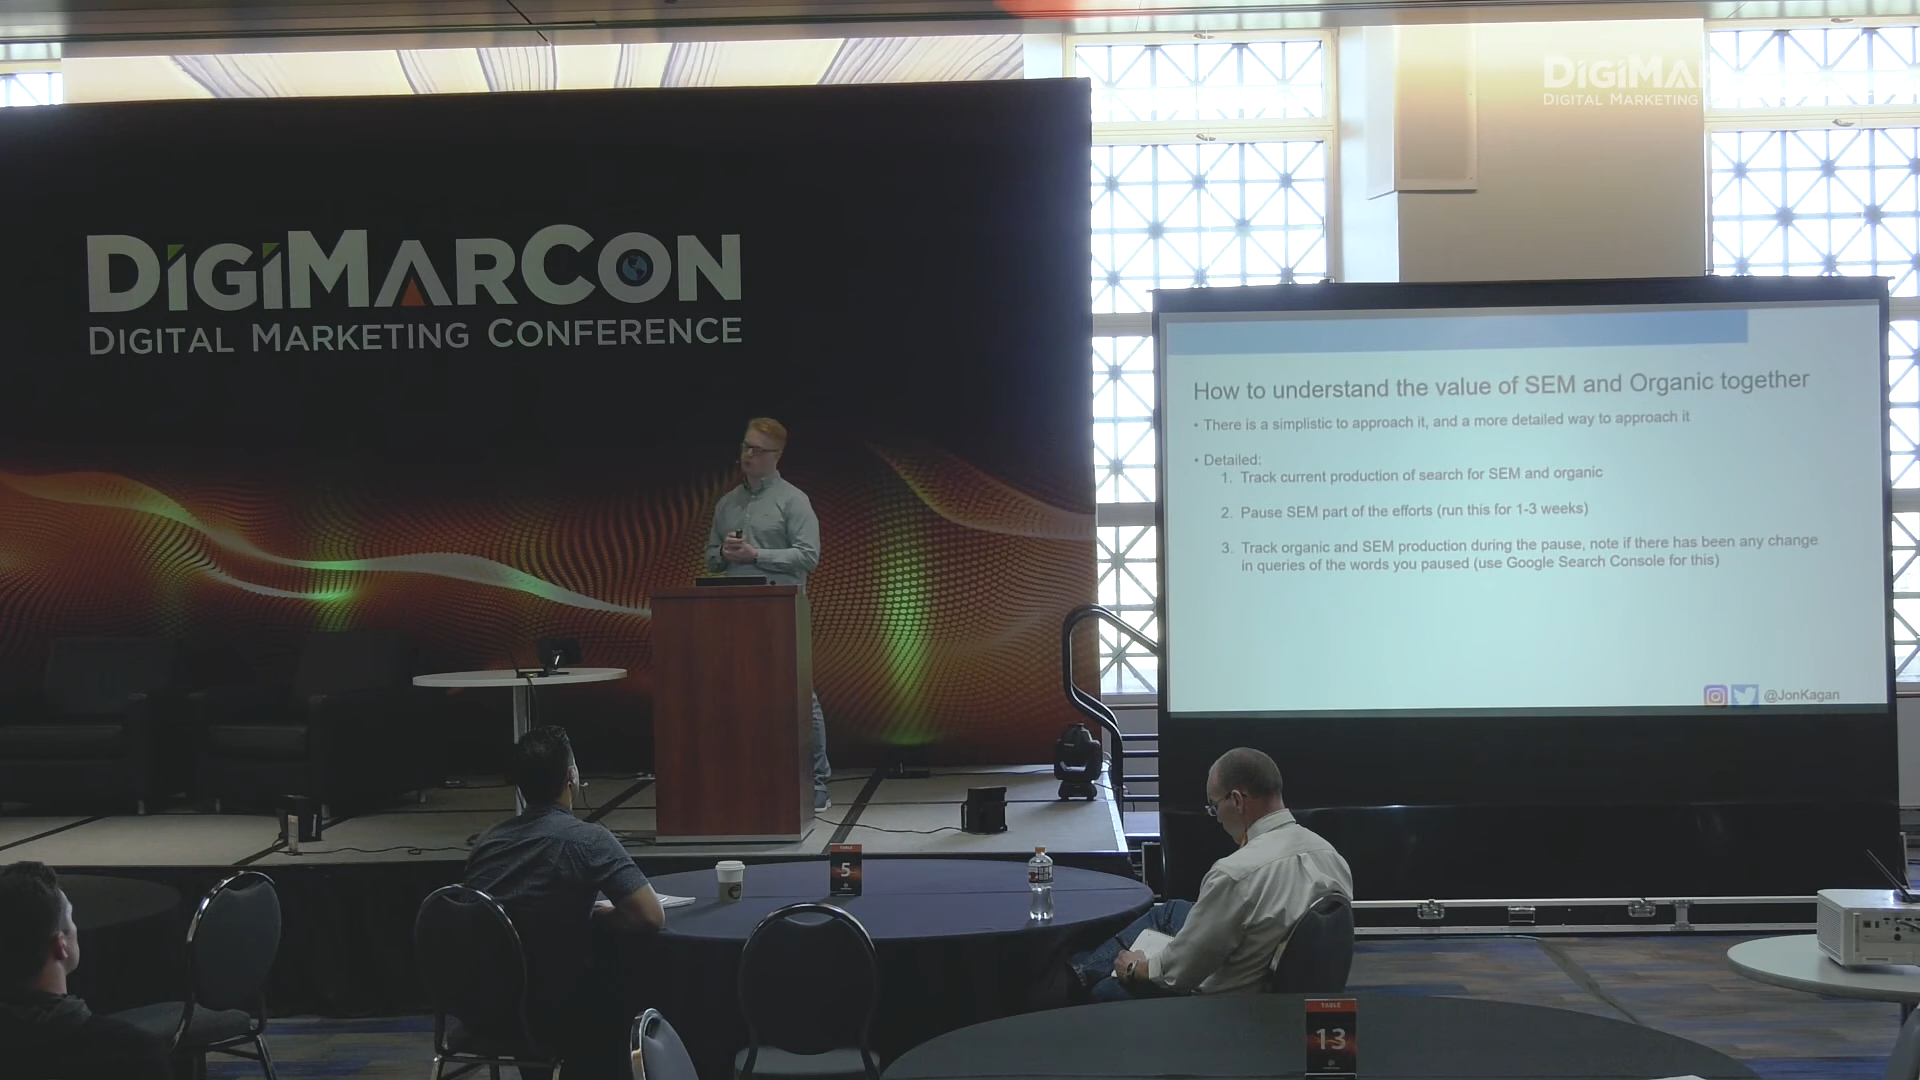 DIGIMARCON
DIGITAL MARKETING CONFERENCE
DIGIMA
DIGITAL MARKETING
How to understand the value of SEM and Organic together
• There is a simplistic to approach it, and a more detailed way to approach it
• Detailed:
1. Track current production of search for SEM and organic
2. Pause SEM part of the efforts (run this for 1-3 weeks)
3. Track organic and SEM production during the pause, note if there has been any change
in queries of the words you paused (use Google Search Console for this)
@JonKagan
TABLE
5
TABLE
13